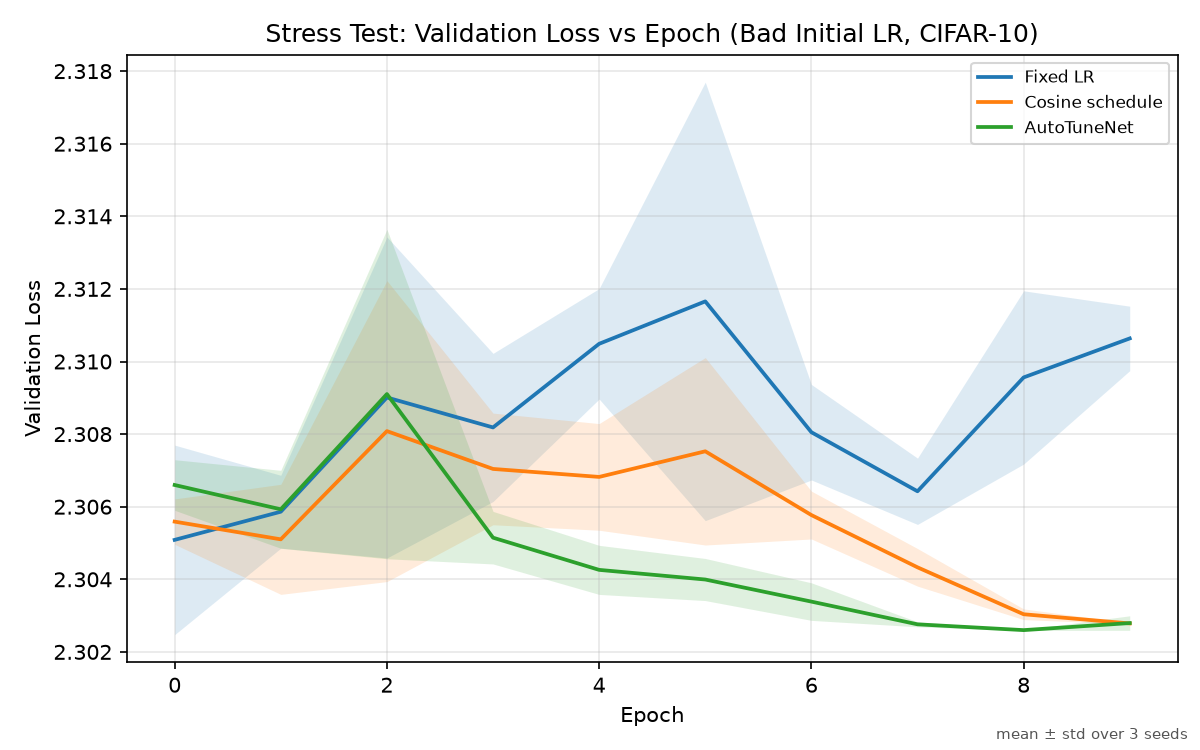 Stress Test: Validation Loss vs Epoch (Bad Initial LR, CIFAR-10)
Fixed LR
Cosine schedule
AutoTuneNet
Validation Loss
2.318
2.316
2.314
2.312
2.310
2.308
2.306
2.304
2.302
0
2
4
6
8
Epoch
mean ± std over 3 seeds